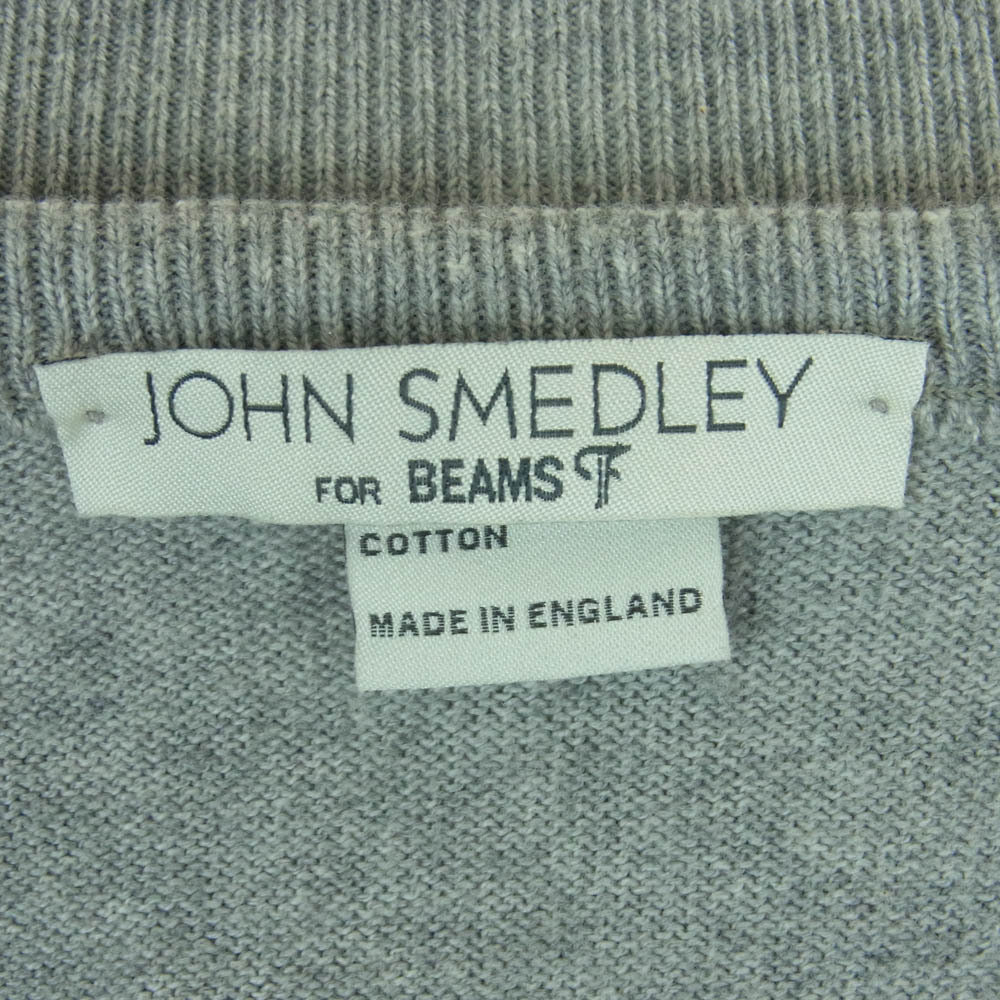 JOHN SMEDLEY
FOR BEAMS F
COTTON
MADE IN ENGLAND